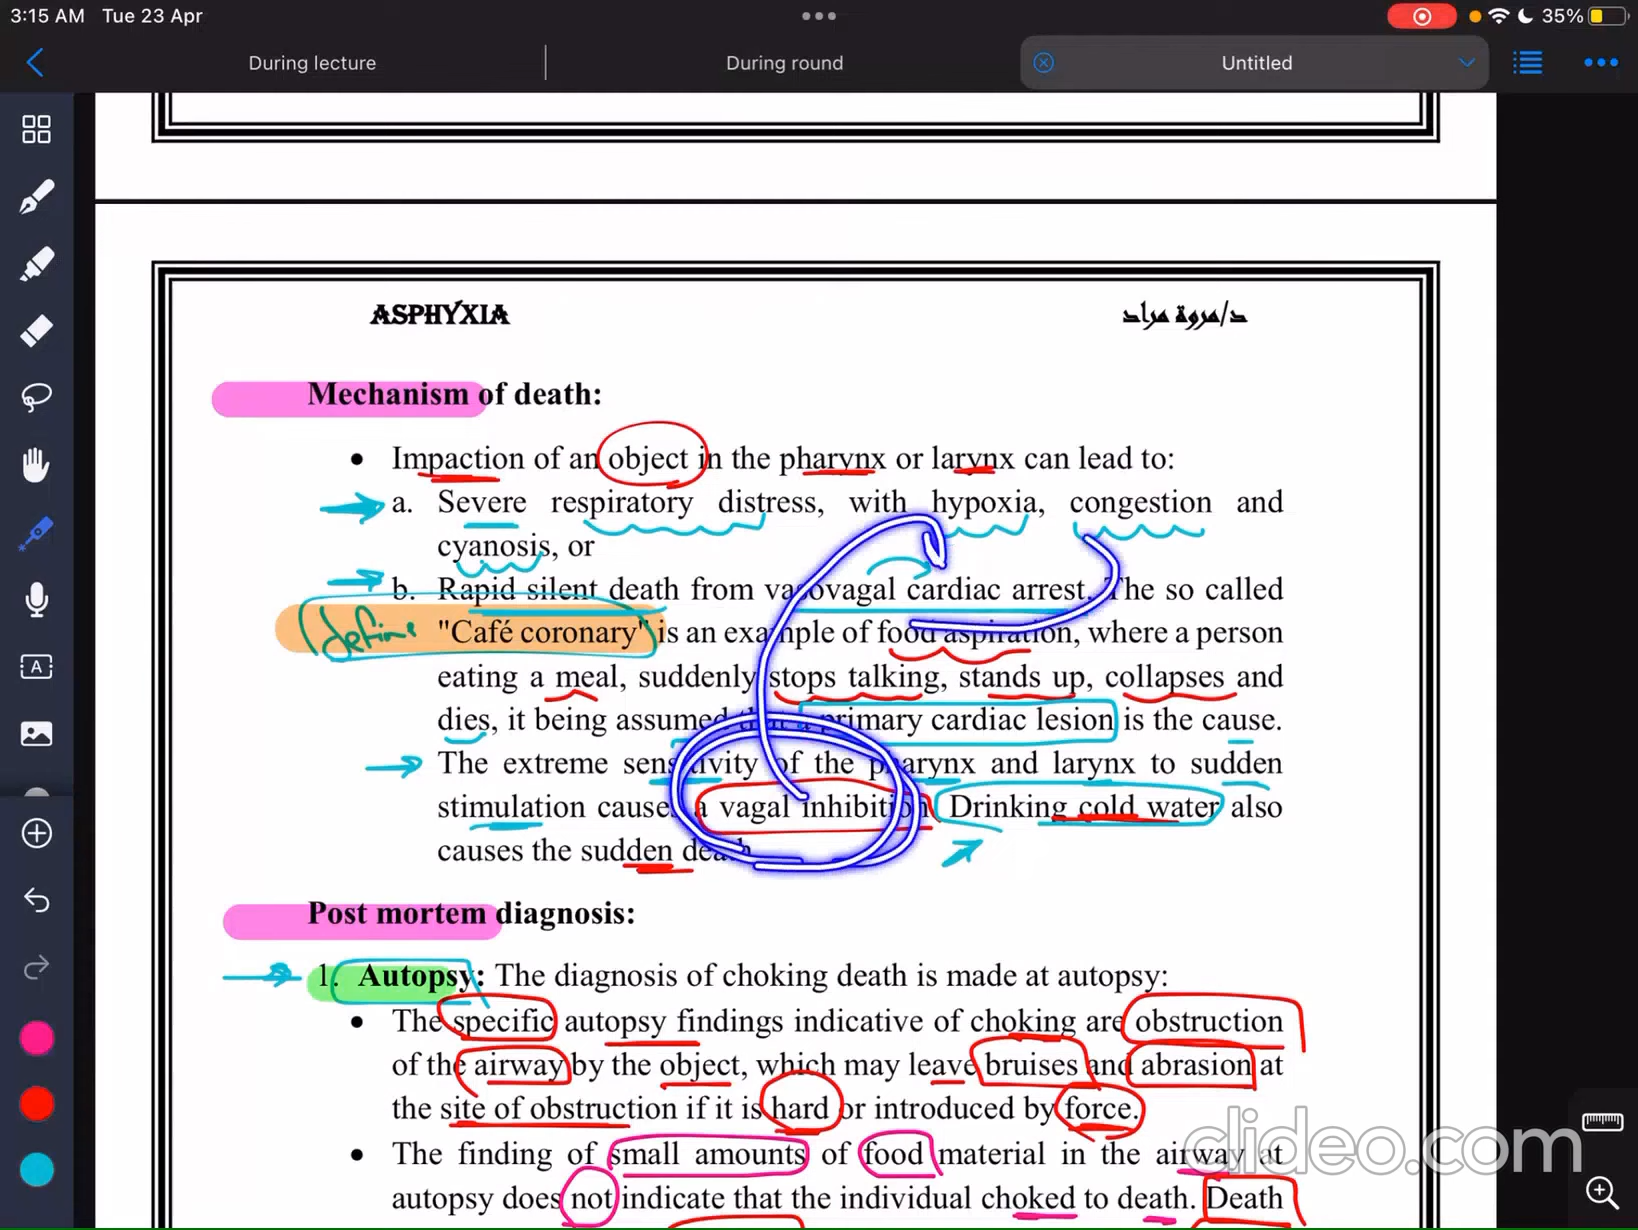 3:15 AM Tue 23 Apr
35%
During lecture
During round
Untitled
ASPHYXIA
د/مروة مراد
Mechanism of death:
• Impaction of an object in the pharynx or larynx can lead to:
a. Severe respiratory distress, with hypoxia, congestion and
cyanosis, or
b. Rapid silent death from vasovagal cardiac arrest. The so called
define "Café coronary" is an example of food aspiration, where a person
eating a meal, suddenly stops talking, stands up, collapses and
dies, it being assumed that a primary cardiac lesion is the cause.
The extreme sensitivity of the pharynx and larynx to sudden
stimulation causes a vagal inhibition. Drinking cold water also
causes the sudden death
Post mortem diagnosis:
1. Autopsy: The diagnosis of choking death is made at autopsy:
• The specific autopsy findings indicative of choking are obstruction
of the airway by the object, which may leave bruises and abrasion at
the site of obstruction if it is hard or introduced by force.
• The finding of small amounts of food material in the airway at
autopsy does not indicate that the individual choked to death. Death
A
clideo.com